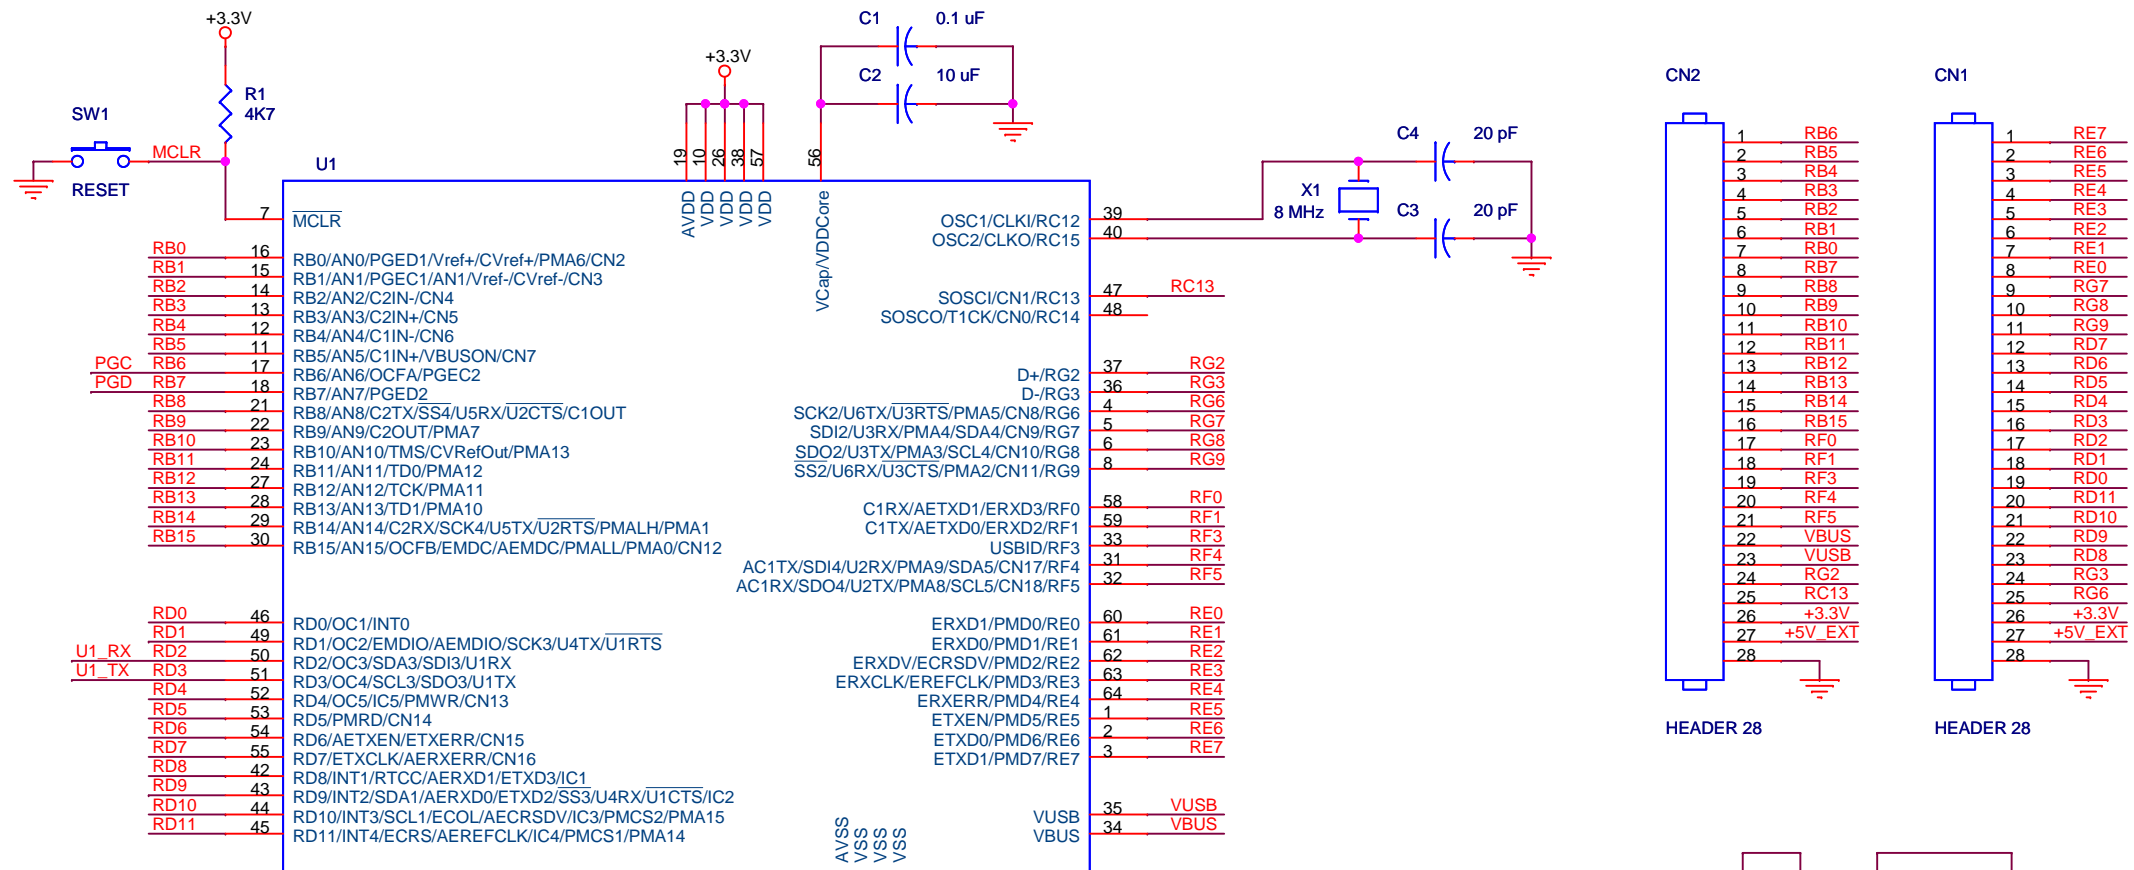 +3.3V
R1
4K7
SW1
MCLR
RESET
+3.3V
C1 0.1 uF
C2 10 uF
U1
19 10 26 38 57 56
AVDD
VDD
VDD
VDD
VDD
VCap/VDDCore
7 MCLR
RB0 16 RB0/AN0/PGED1/Vref+/CVref+/PMA6/CN2
RB1 15 RB1/AN1/PGEC1/AN1/Vref-/CVref-/CN3
RB2 14 RB2/AN2/C2IN-/CN4
RB3 13 RB3/AN3/C2IN+/CN5
RB4 12 RB4/AN4/C1IN-/CN6
RB5 11 RB5/AN5/C1IN+/VBUSON/CN7
PGC RB6 17 RB6/AN6/OCFA/PGEC2
PGD RB7 18 RB7/AN7/PGED2
RB8 21 RB8/AN8/C2TX/SS4/U5RX/U2CTS/C1OUT
RB9 22 RB9/AN9/C2OUT/PMA7
RB10 23 RB10/AN10/TMS/CVRefOut/PMA13
RB11 24 RB11/AN11/TD0/PMA12
RB12 27 RB12/AN12/TCK/PMA11
RB13 28 RB13/AN13/TD1/PMA10
RB14 29 RB14/AN14/C2RX/SCK4/U5TX/U2RTS/PMALH/PMA1
RB15 30 RB15/AN15/OCFB/EMDC/AEMDC/PMALL/PMA0/CN12
RD0 46 RD0/OC1/INT0
RD1 49 RD1/OC2/EMDIO/AEMDIO/SCK3/U4TX/U1RTS
U1_RX RD2 50 RD2/OC3/SDA3/SDI3/U1RX
U1_TX RD3 51 RD3/OC4/SCL3/SDO3/U1TX
RD4 52 RD4/OC5/IC5/PMWR/CN13
RD5 53 RD5/PMRD/CN14
RD6 54 RD6/AETXEN/ETXERR/CN15
RD7 55 RD7/ETXCLK/AERXERR/CN16
RD8 42 RD8/INT1/RTCC/AERXD1/ETXD3/IC1
RD9 43 RD9/INT2/SDA1/AERXD0/ETXD2/SS3/U4RX/U1CTS/IC2
RD10 44 RD10/INT3/SCL1/ECOL/AECRSDV/IC3/PMCS2/PMA15
RD11 45 RD11/INT4/ECRS/AEREFCLK/IC4/PMCS1/PMA14
AVSS
VSS
VSS
VSS
OSC1/CLKI/RC12 39
OSC2/CLKO/RC15 40
SOSCI/CN1/RC13 47 RC13
SOSCO/T1CK/CN0/RC14 48
D+/RG2 37 RG2
D-/RG3 36 RG3
SCK2/U6TX/U3RTS/PMA5/CN8/RG6 4 RG6
SDI2/U3RX/PMA4/SDA4/CN9/RG7 5 RG7
SDO2/U3TX/PMA3/SCL4/CN10/RG8 6 RG8
SS2/U6RX/U3CTS/PMA2/CN11/RG9 8 RG9
C1RX/AETXD1/ERXD3/RF0 58 RF0
C1TX/AETXD0/ERXD2/RF1 59 RF1
USBID/RF3 33 RF3
AC1TX/SDI4/U2RX/PMA9/SDA5/CN17/RF4 31 RF4
AC1RX/SDO4/U2TX/PMA8/SCL5/CN18/RF5 32 RF5
ERXD1/PMD0/RE0 60 RE0
ERXD0/PMD1/RE1 61 RE1
ERXDV/ECRSDV/PMD2/RE2 62 RE2
ERXCLK/EREFCLK/PMD3/RE3 63 RE3
ERXERR/PMD4/RE4 64 RE4
ETXEN/PMD5/RE5 1 RE5
ETXD0/PMD6/RE6 2 RE6
ETXD1/PMD7/RE7 3 RE7
VUSB 35 VUSB
VBUS 34 VBUS
C4 20 pF
X1
8 MHz
C3 20 pF
CN2
1 RB6
2 RB5
3 RB4
4 RB3
5 RB2
6 RB1
7 RB0
8 RB7
9 RB8
10 RB9
11 RB10
12 RB11
13 RB12
14 RB13
15 RB14
16 RB15
17 RF0
18 RF1
19 RF3
20 RF4
21 RF5
22 VBUS
23 VUSB
24 RG2
25 RC13
26 +3.3V
27 +5V_EXT
28
HEADER 28
CN1
1 RE7
2 RE6
3 RE5
4 RE4
5 RE3
6 RE2
7 RE1
8 RE0
9 RG7
10 RG8
11 RG9
12 RD7
13 RD6
14 RD5
15 RD4
16 RD3
17 RD2
18 RD1
19 RD0
20 RD11
21 RD10
22 RD9
23 RD8
24 RG3
25 RG6
26 +3.3V
27 +5V_EXT
28
HEADER 28